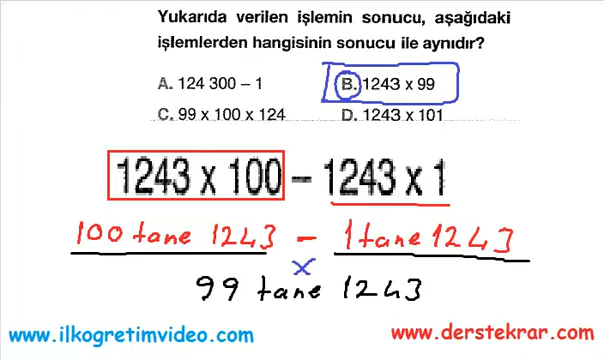 Yukarıda verilen işlemin sonucu, aşağıdaki
işlemlerden hangisinin sonucu ile aynıdır?
A. 124 300 – 1 B. 1243 x 99
C. 99 x 100 x 124 D. 1243 x 101
1243 x 100 – 1243 x 1
100 tane 1243 – 1 tane 1243
x
99 tane 1243
www.ilkogretimvideo.com www.derstekrar.com